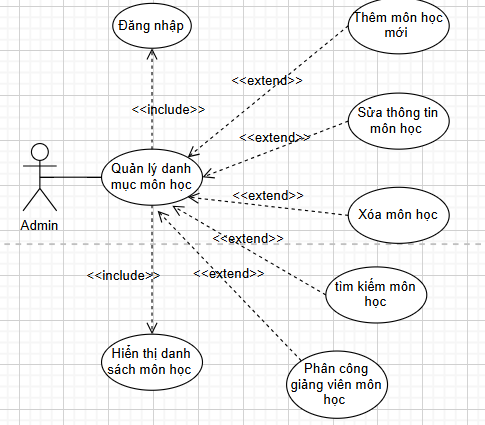 Đăng nhập
Thêm môn học
mới
<<extend>>
<<include>>
Sửa thông tin
môn học
<<extend>>
Quản lý danh
mục môn học
<<extend>>
Xóa môn học
Admin
<<extend>>
<<include>>
<<extend>>
tìm kiếm môn
học
Hiển thị danh
sách môn học
Phân công
giảng viên môn
học